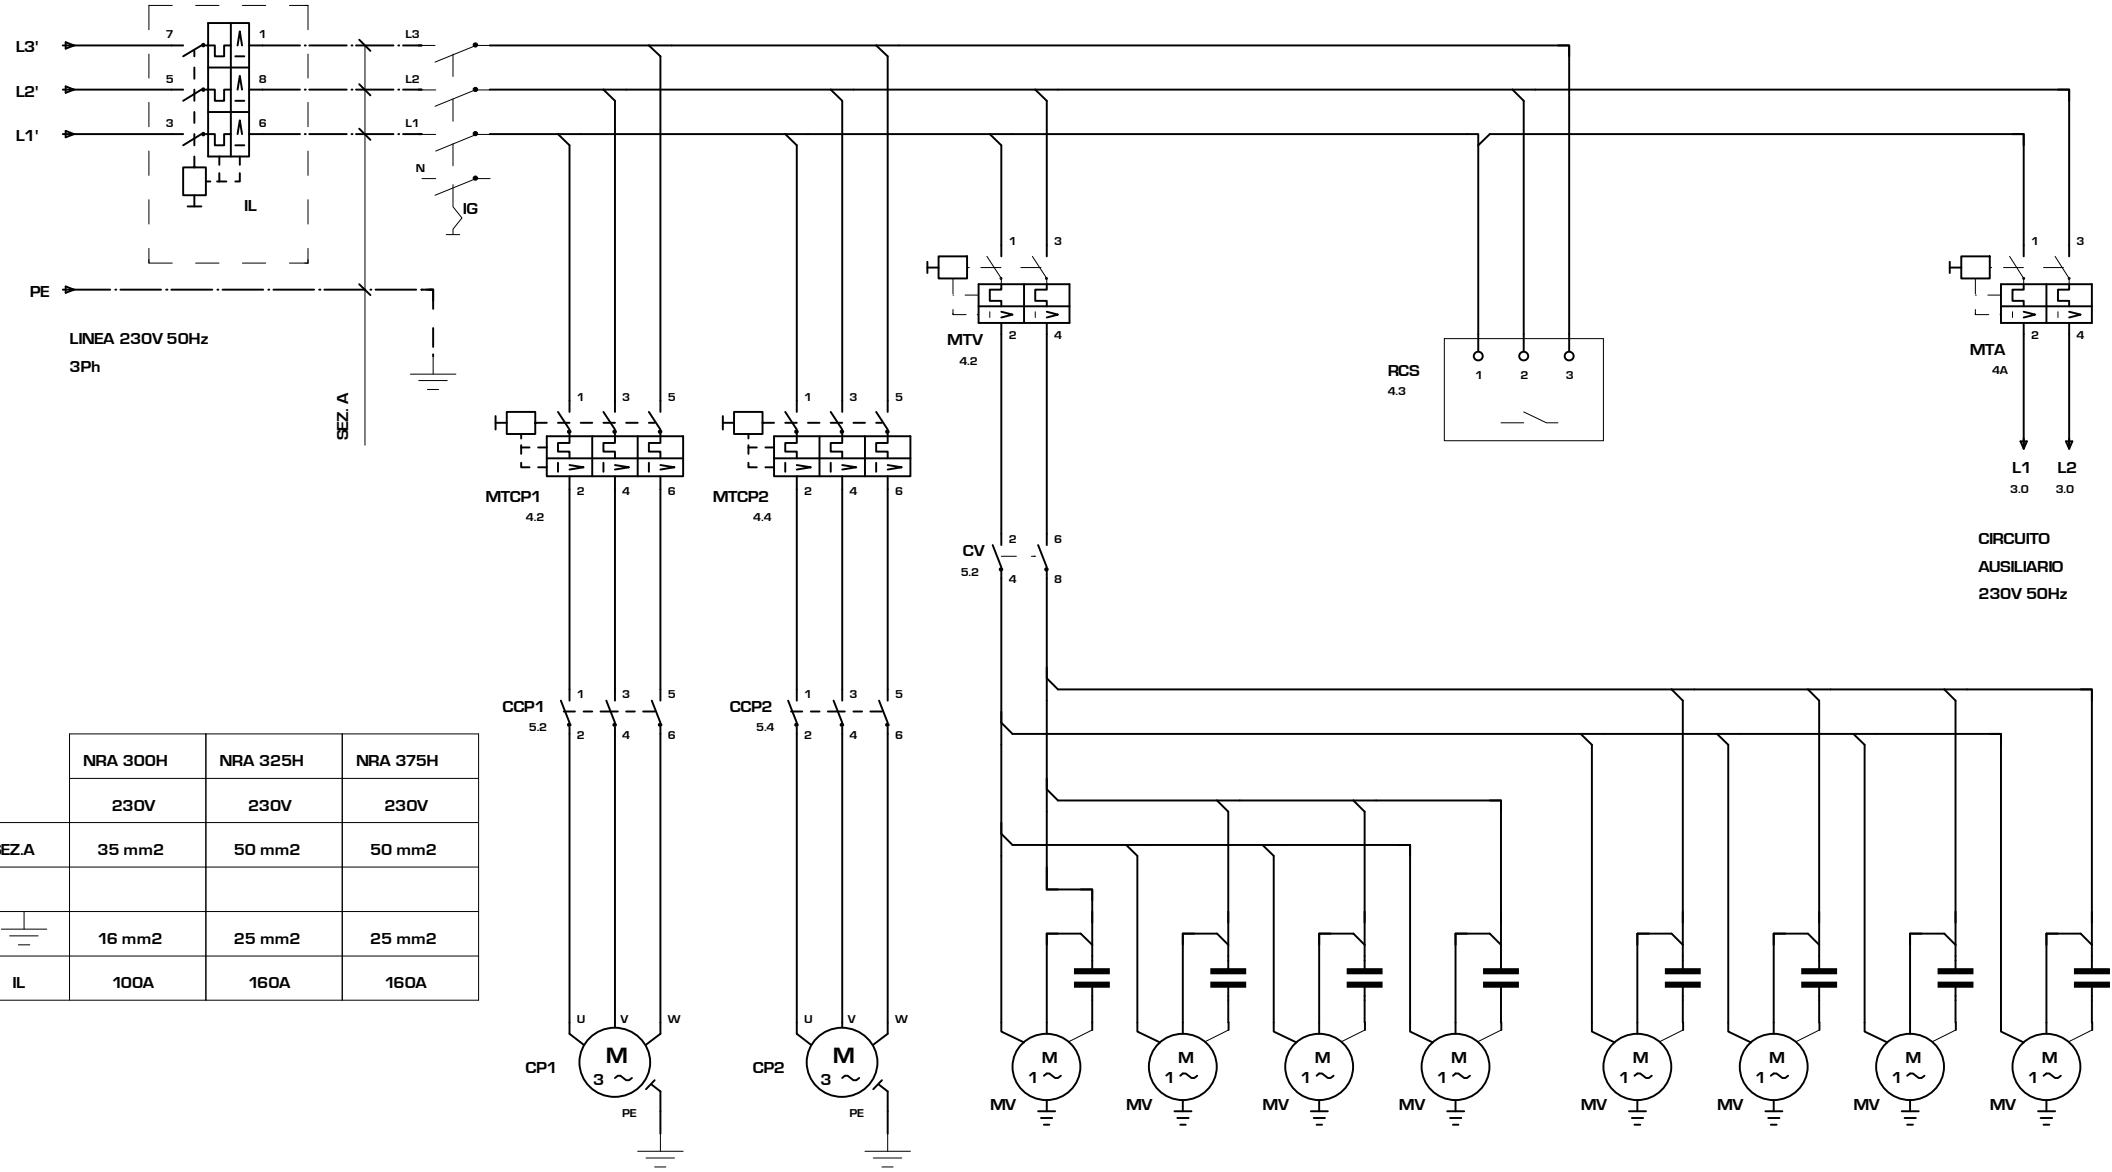 7 1 L3
L3'
5 8 L2
L2'
3 6 L1
L1'
N
IL IG
1 3 1 3
PE
LINEA 230V 50Hz MTV 2 4 2 4
3Ph 4.2 MTA
RCS 1 2 3 4A
4.3
SEZ. A
1 3 5 1 3 5
L1 L2
3.0 3.0
MTCP1 2 4 6 MTCP2 2 4 6
4.2 4.4
CIRCUITO
AUSILIARIO
230V 50Hz
CV 2 6
5.2 4 8
CCP1 1 3 5 CCP2 1 3 5
5.2 2 4 6 5.4 2 4 6
NRA 300H NRA 325H NRA 375H
230V 230V 230V
EZ.A 35 mm2 50 mm2 50 mm2
16 mm2 25 mm2 25 mm2
IL 100A 160A 160A
U V W U V W
CP1 M 3 ~ CP2 M 3 ~
M 1 ~ M 1 ~ M 1 ~ M 1 ~ M 1 ~ M 1 ~ M 1 ~ M 1 ~
MV MV MV MV MV MV MV MV
PE PE